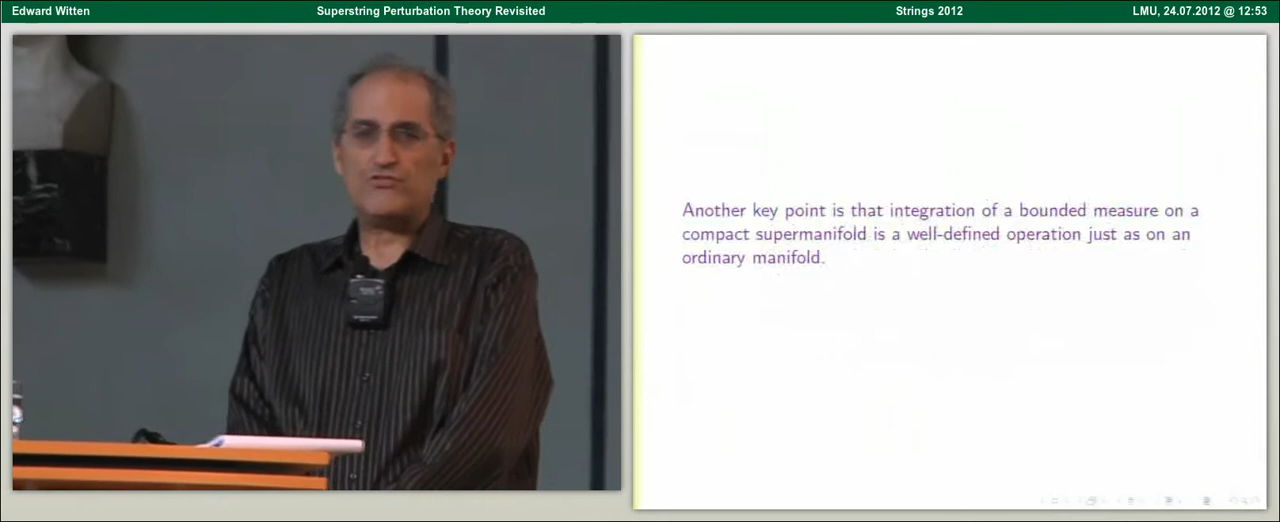 Edward Witten
Superstring Perturbation Theory Revisited
Strings 2012
LMU, 24.07.2012 @ 12:53
Another key point is that integration of a bounded measure on a
compact supermanifold is a well-defined operation just as on an
ordinary manifold.